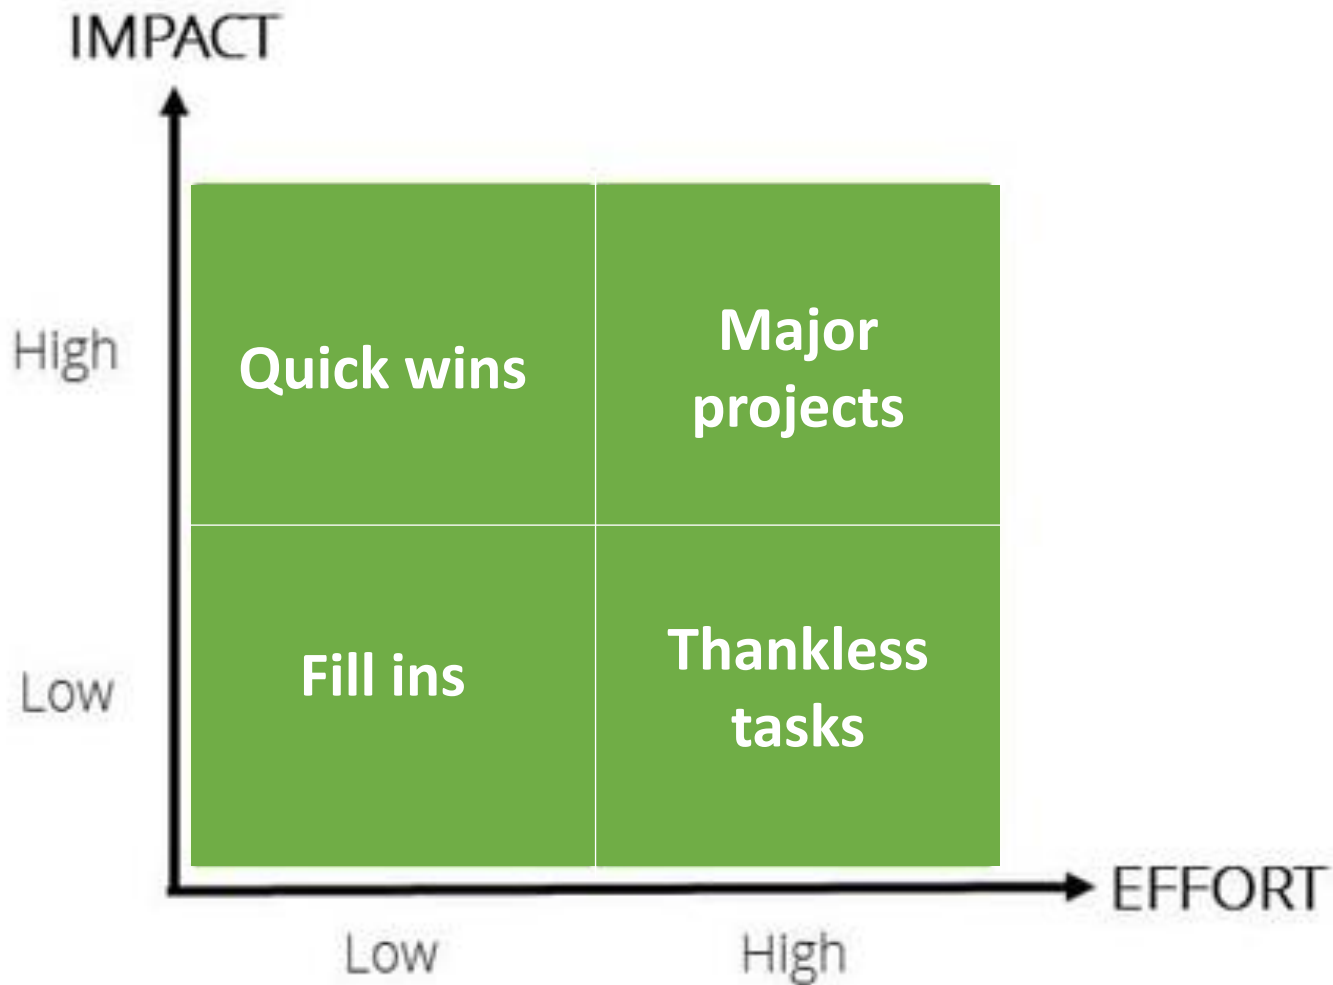 IMPACT
High
Quick wins
Major
projects
Low
Fill ins
Thankless
tasks
EFFORT
Low
High